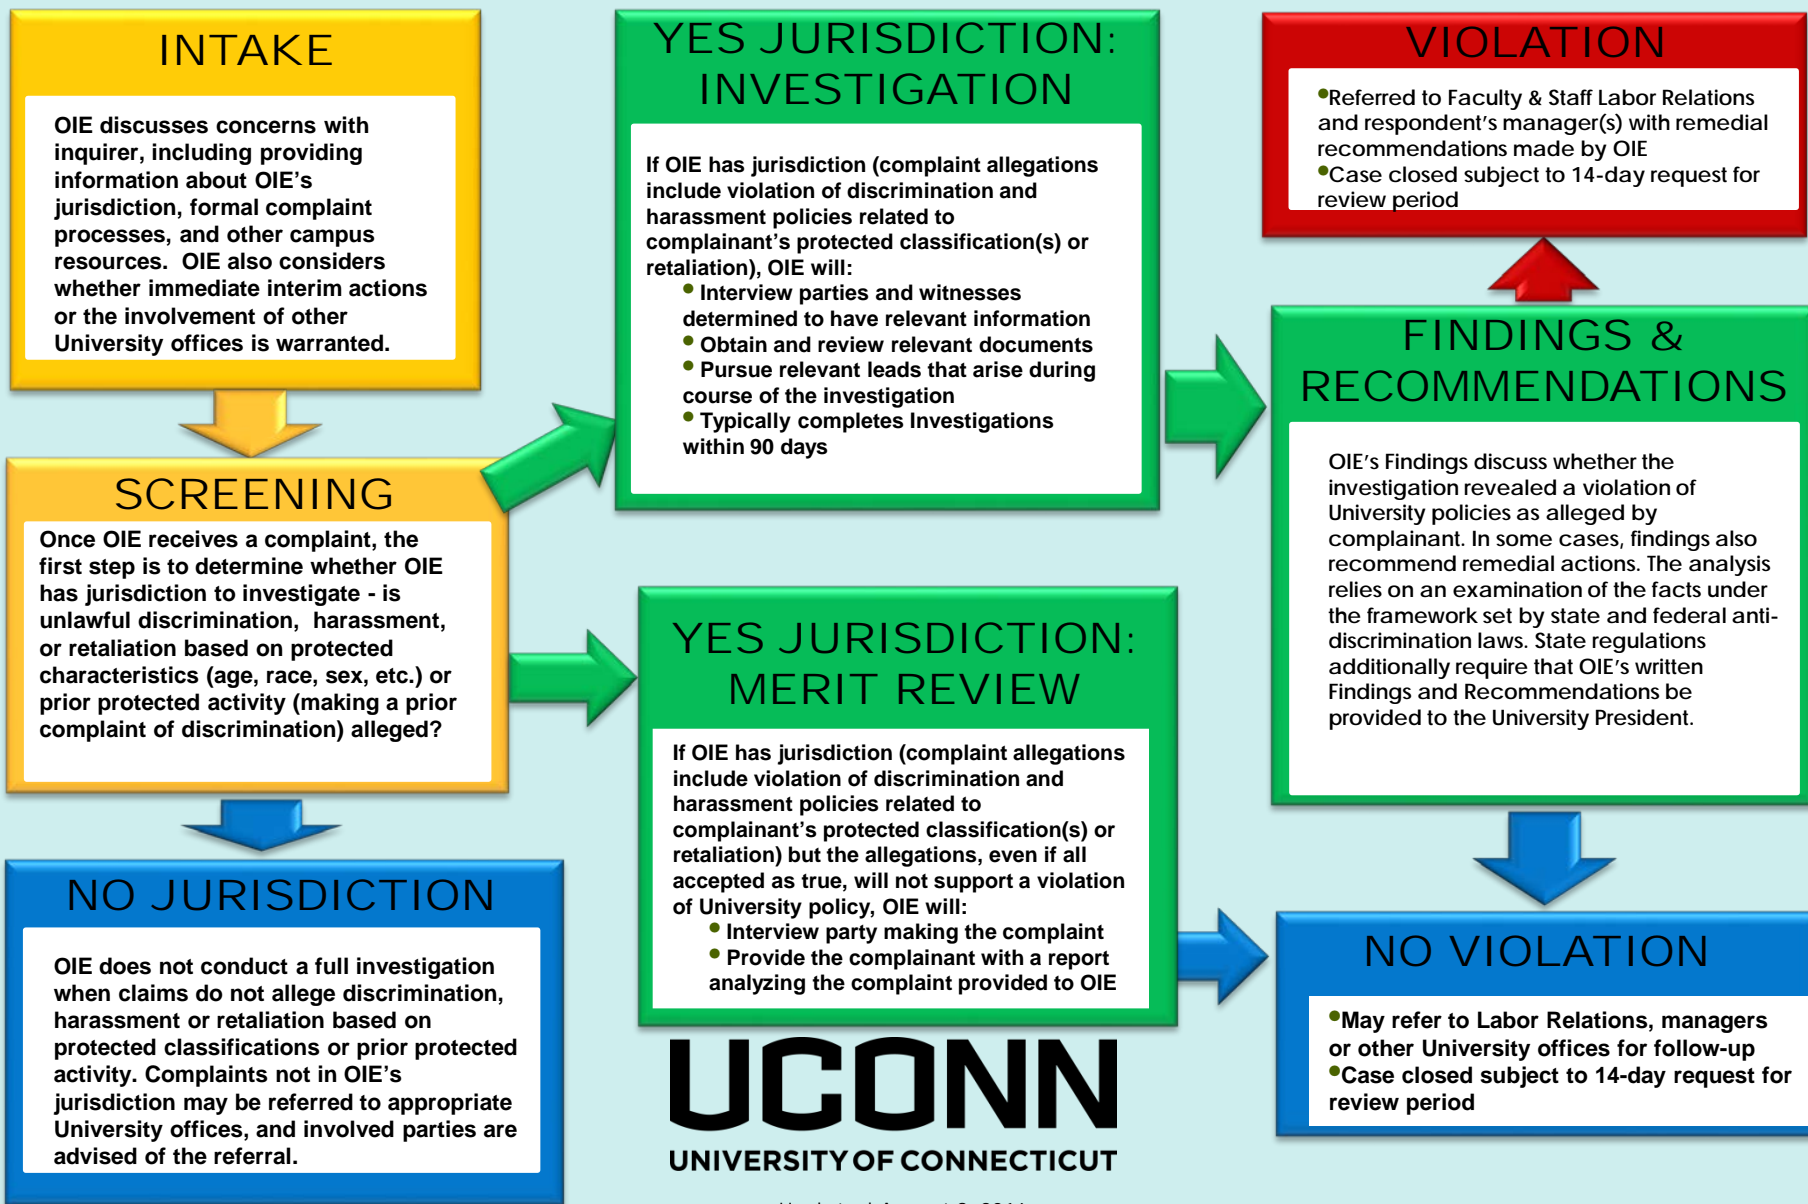 INTAKE
OIE discusses concerns with
inquirer, including providing
information about OIE's
jurisdiction, formal complaint
processes, and other campus
resources.  OIE also considers
whether immediate interim actions
or the involvement of other
University offices is warranted.
SCREENING
Once OIE receives a complaint, the
first step is to determine whether OIE
has jurisdiction to investigate - is
unlawful discrimination,  harassment,
or retaliation based on protected
characteristics (age, race, sex, etc.) or
prior protected activity (making a prior
complaint of discrimination) alleged?
NO JURISDICTION
OIE does not conduct a full investigation
when claims do not allege discrimination,
harassment or retaliation based on
protected classifications or prior protected
activity. Complaints not in OIE's
jurisdiction may be referred to appropriate
University offices, and involved parties are
advised of the referral.
YES JURISDICTION:
INVESTIGATION
If OIE has jurisdiction (complaint allegations
include violation of discrimination and
harassment policies related to
complainant's protected classification(s) or
retaliation), OIE will:
• Interview parties and witnesses
determined to have relevant information
• Obtain and review relevant documents
• Pursue relevant leads that arise during
course of the investigation
• Typically completes Investigations
within 90 days
YES JURISDICTION:
MERIT REVIEW
If OIE has jurisdiction (complaint allegations
include violation of discrimination and
harassment policies related to
complainant's protected classification(s) or
retaliation) but the allegations, even if all
accepted as true, will not support a violation
of University policy, OIE will:
• Interview party making the complaint
• Provide the complainant with a report
analyzing the complaint provided to OIE
UCONN
UNIVERSITY OF CONNECTICUT
VIOLATION
•Referred to Faculty & Staff Labor Relations
and respondent's manager(s) with remedial
recommendations made by OIE
•Case closed subject to 14-day request for
review period
FINDINGS &
RECOMMENDATIONS
OIE's Findings discuss whether the
investigation revealed a violation of
University policies as alleged by
complainant. In some cases, findings also
recommend remedial actions. The analysis
relies on an examination of the facts under
the framework set by state and federal anti-
discrimination laws. State regulations
additionally require that OIE's written
Findings and Recommendations be
provided to the University President.
NO VIOLATION
•May refer to Labor Relations, managers
or other University offices for follow-up
•Case closed subject to 14-day request for
review period